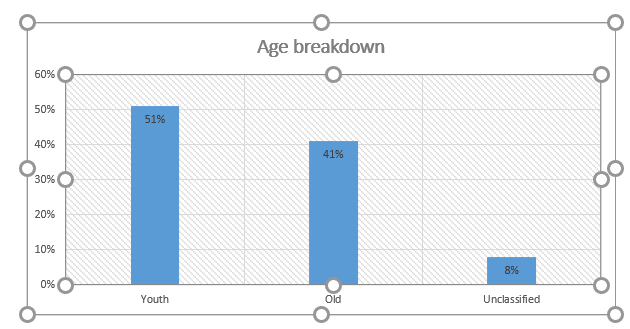 Age breakdown
60%
50%
40%
30%
20%
10%
0%
51%
41%
8%
Youth
Old
Unclassified